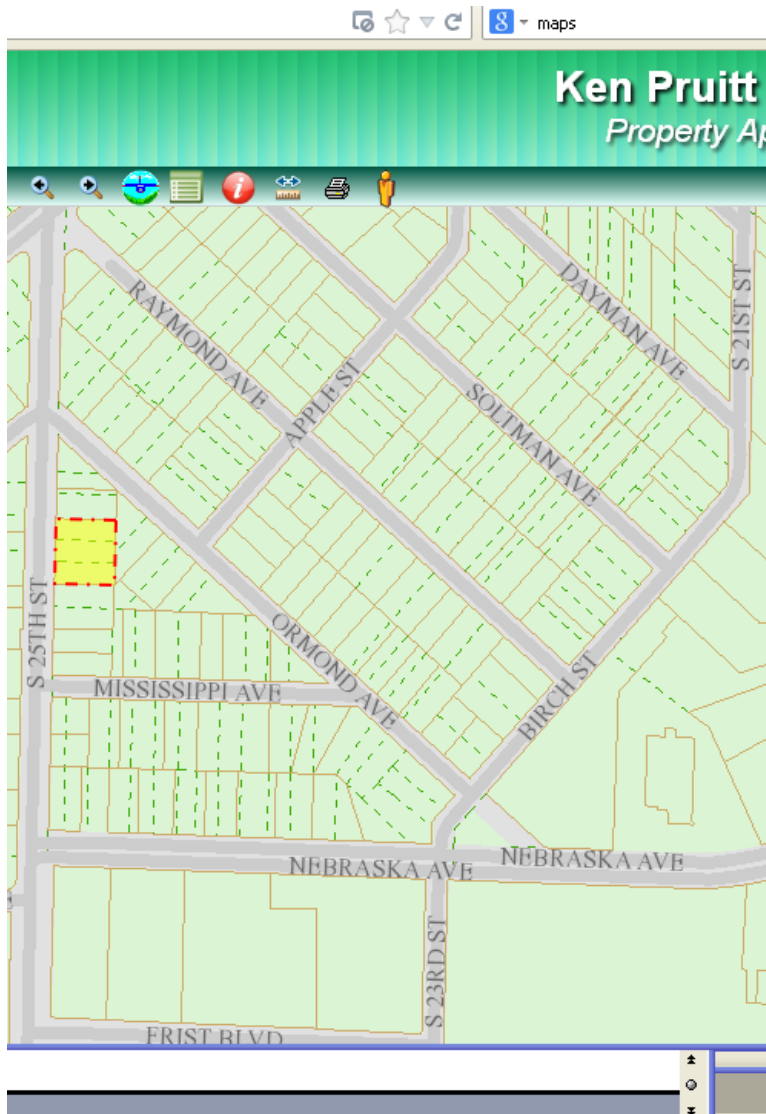 8 maps
Ken Pruitt
Property Ap
i
DAYMAN AVE
S 21ST ST
RAYMOND AVE
APPLE ST
SOLTMAN AVE
S 25TH ST
ORMOND AVE
MISSISSIPPI AVE
BIRCH ST
NEBRASKA AVE
NEBRASKA AVE
S 23RD ST
FRIST BLVD